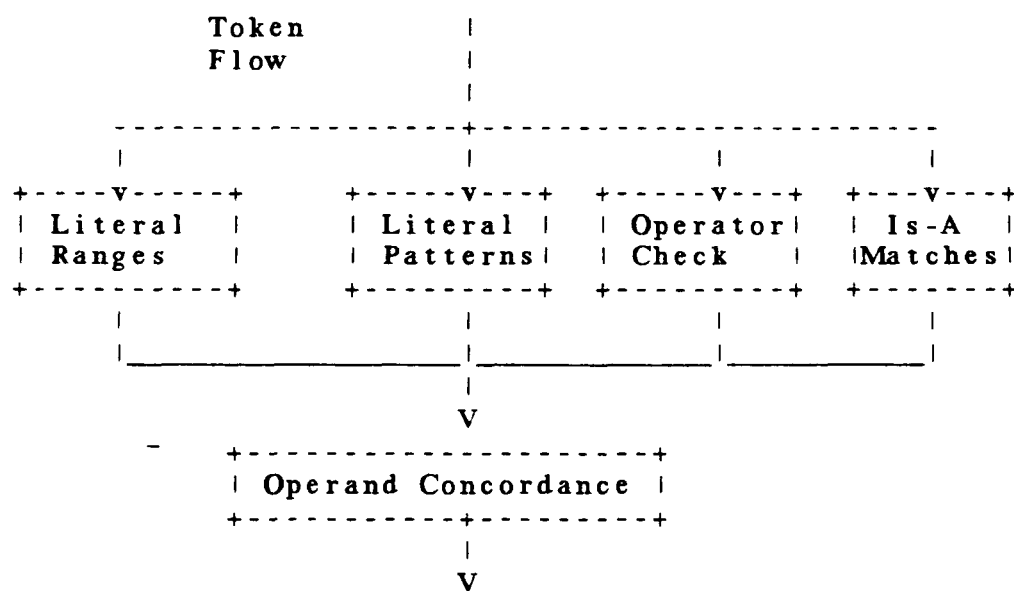 Token
Flow
Literal Literal Operator Is-A
Ranges Patterns Check Matches
Operand Concordance